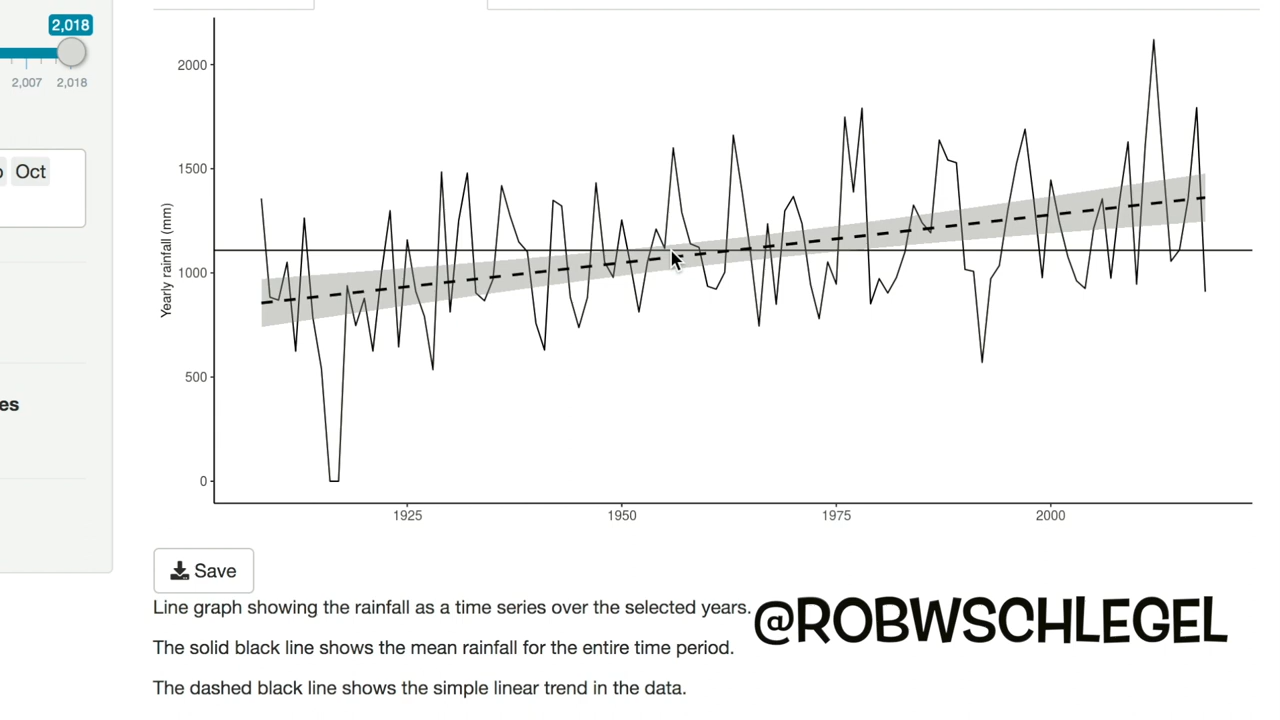 2,018
2,007 2,018
Oct
es
Yearly rainfall (mm)
2000
1500
1000
500
0
1925 1950 1975 2000
Save
Line graph showing the rainfall as a time series over the selected years.
@ROBWSCHLEGEL
The solid black line shows the mean rainfall for the entire time period.
The dashed black line shows the simple linear trend in the data.